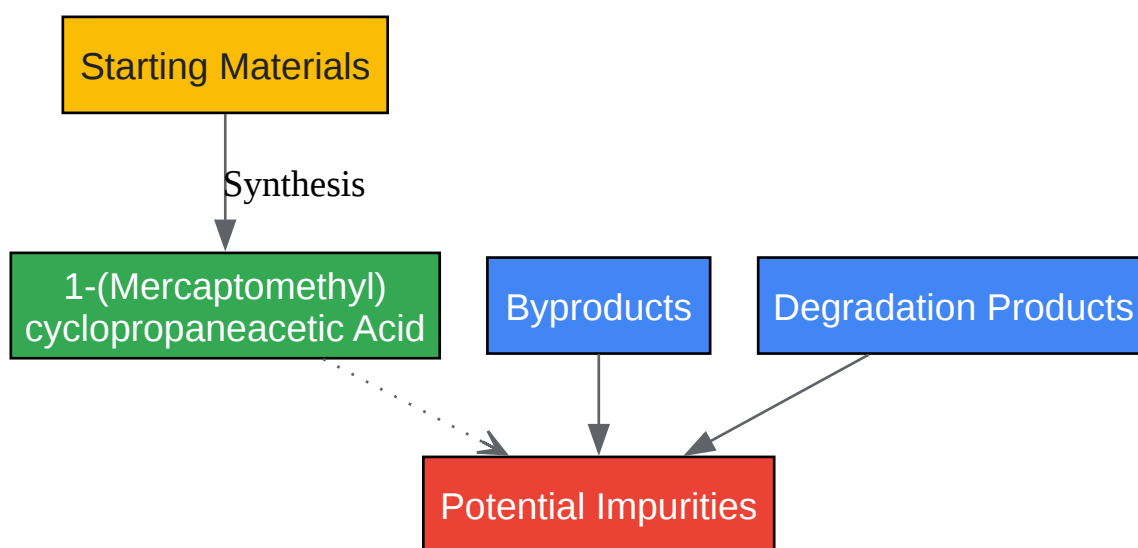 Starting Materials
Synthesis
1-(Mercaptomethyl)
cyclopropaneacetic Acid
Byproducts
Degradation Products
Potential Impurities